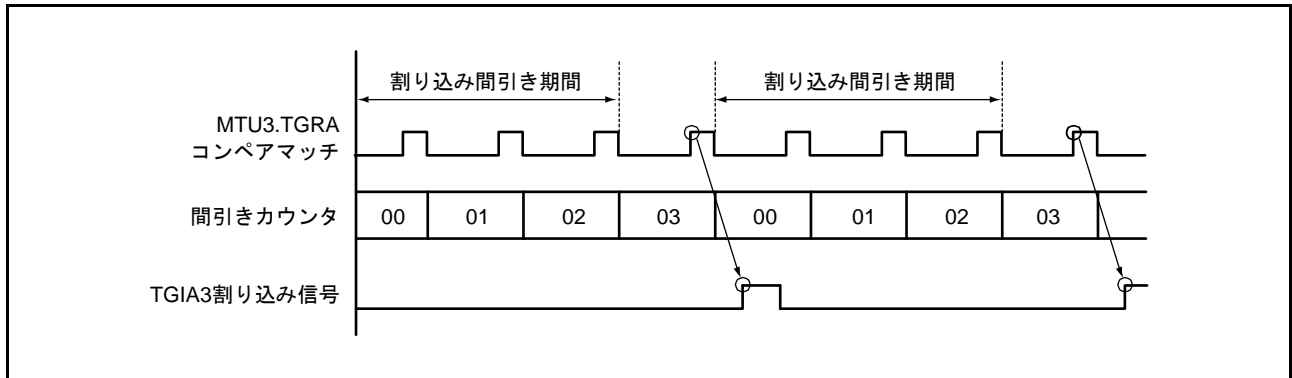 割り込み間引き期間 割り込み間引き期間
MTU3.TGRA
コンペアマッチ
間引きカウンタ 00 01 02 03 00 01 02 03
TGIA3割り込み信号